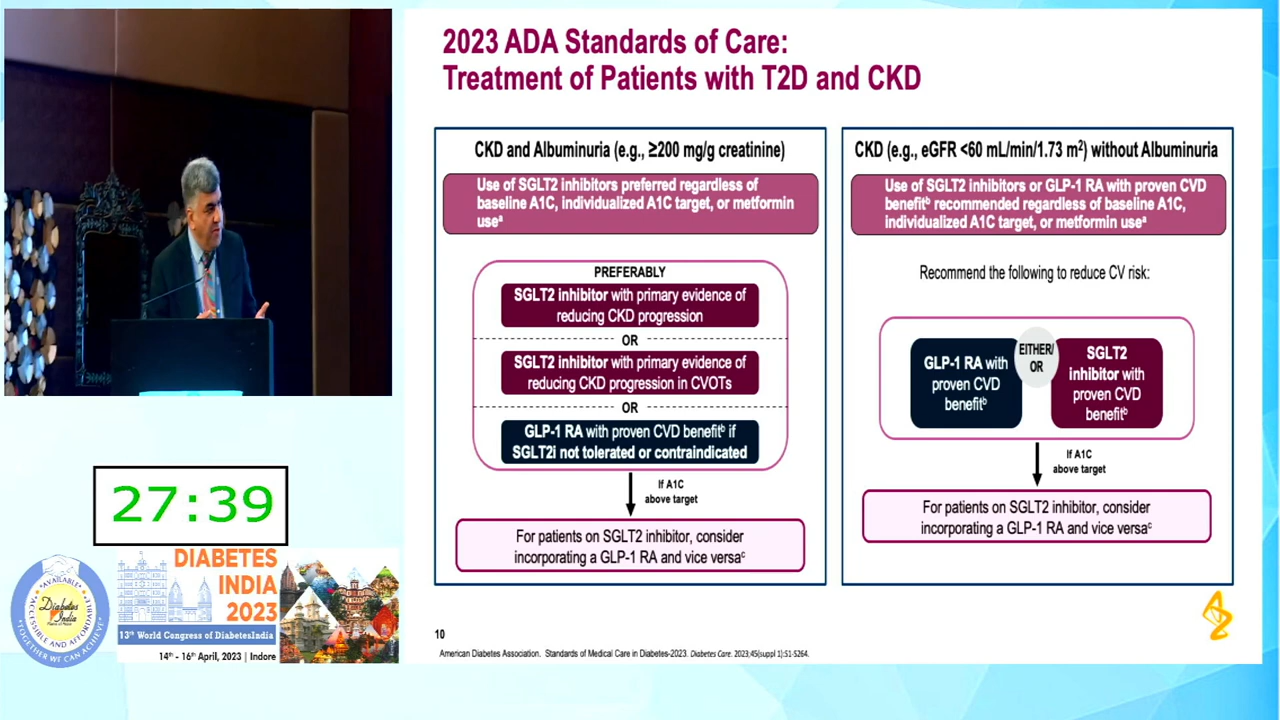 2023 ADA Standards of Care:
Treatment of Patients with T2D and CKD
CKD and Albuminuria (e.g., ≥200 mg/g creatinine)
Use of SGLT2 inhibitors preferred regardless of
baseline A1C, individualized A1C target, or metformin
useᵃ
PREFERABLY
SGLT2 inhibitor with primary evidence of
reducing CKD progression
OR
SGLT2 inhibitor with primary evidence of
reducing CKD progression in CVOTs
OR
GLP-1 RA with proven CVD benefitᵇ if
SGLT2i not tolerated or contraindicated
If A1C
above target
For patients on SGLT2 inhibitor, consider
incorporating a GLP-1 RA and vice versaᶜ
CKD (e.g., eGFR <60 mL/min/1.73 m²) without Albuminuria
Use of SGLT2 inhibitors or GLP-1 RA with proven CVD
benefitᵇ recommended regardless of baseline A1C,
individualized A1C target, or metformin useᵃ
Recommend the following to reduce CV risk:
GLP-1 RA with
proven CVD
benefitᵇ
EITHER/
OR
SGLT2
inhibitor with
proven CVD
benefitᵇ
If A1C
above target
For patients on SGLT2 inhibitor, consider
incorporating a GLP-1 RA and vice versaᶜ
10
American Diabetes Association. Standards of Medical Care in Diabetes-2023. Diabetes Care. 2023;45(suppl 1):S1-S264.
27:39
AVAILABLE
ACCESSIBLE AND AFFORDABLE
TOGETHER WE CAN ACHIEVE
Diabetes
India
DIABETES
INDIA
2023
13th World Congress of DiabetesIndia
14th - 16th April, 2023 | Indore